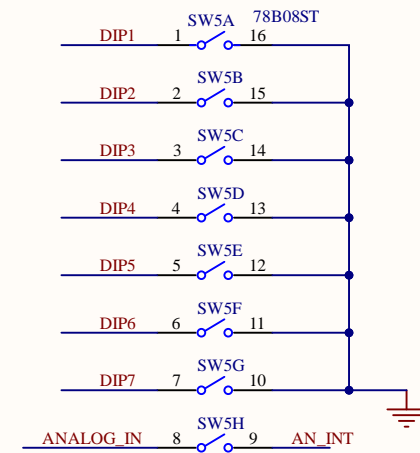 SW5A 78B08ST
DIP1 1 16
SW5B
DIP2 2 15
SW5C
DIP3 3 14
SW5D
DIP4 4 13
SW5E
DIP5 5 12
SW5F
DIP6 6 11
SW5G
DIP7 7 10
SW5H
ANALOG_IN 8 9 AN_INT